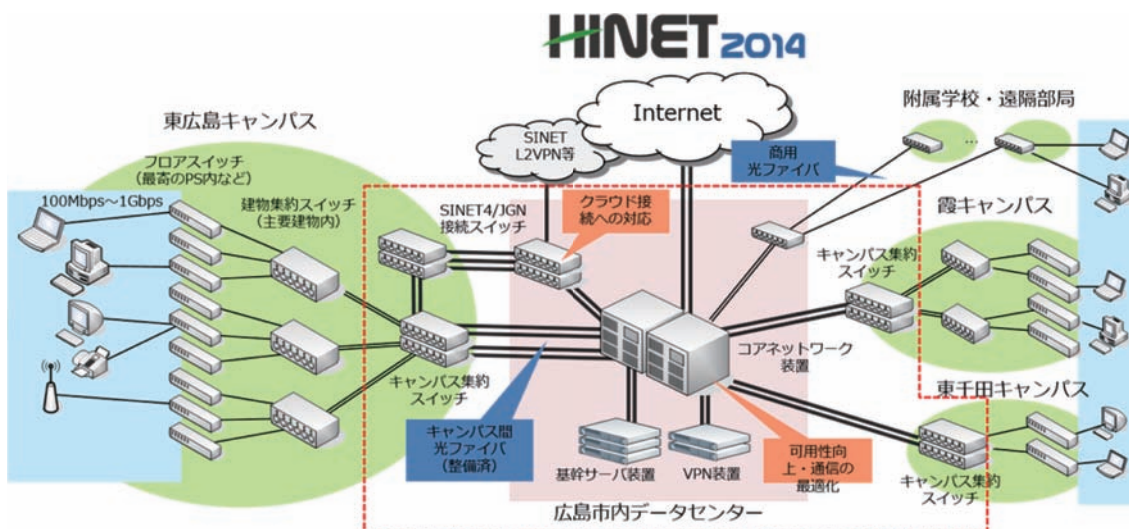 HINET 2014
Internet
SINET
L2VPN等
附属学校・遠隔部局
…
東広島キャンパス
フロアスイッチ
(最寄のPS内など)
商用
光ファイバ
100Mbps～1Gbps
建物集約スイッチ
(主要建物内)
SINET4/JGN
接続スイッチ
クラウド接
続への対応
霞キャンパス
キャンパス集約
スイッチ
コアネットワーク
装置
キャンパス集約
スイッチ
東千田キャンパス
キャンパス間
光ファイバ
(整備済)
基幹サーバ装置
VPN装置
可用性向
上・通信の
最適化
キャンパス集約
スイッチ
広島市内データセンター